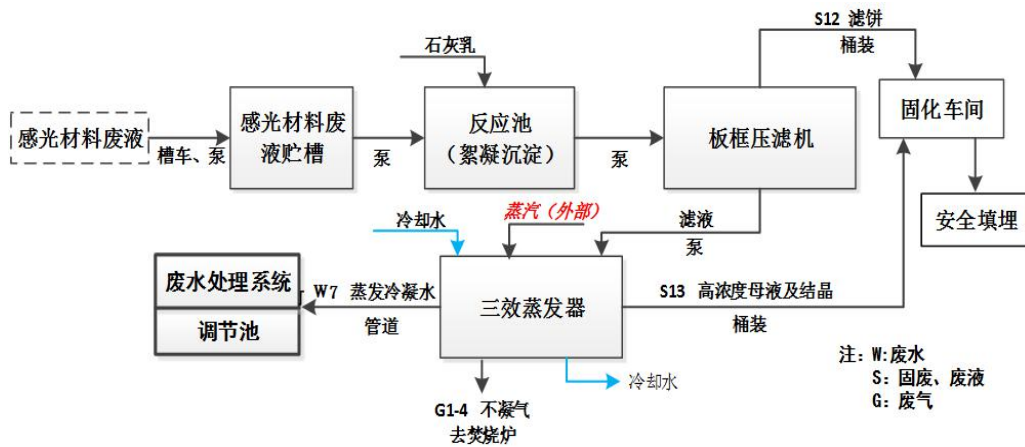 S12 滤饼
桶装
石灰乳
感光材料废液
槽车、泵
感光材料废
液贮槽
泵
反应池
（絮凝沉淀）
泵
板框压滤机
固化车间
安全填埋
蒸汽（外部）
冷却水
滤液
泵
废水处理系统
调节池
W7 蒸发冷凝水
管道
三效蒸发器
S13 高浓度母液及结晶
桶装
冷却水
G1-4 不凝气
去焚烧炉
注：W:废水
S：固废、废液
G：废气